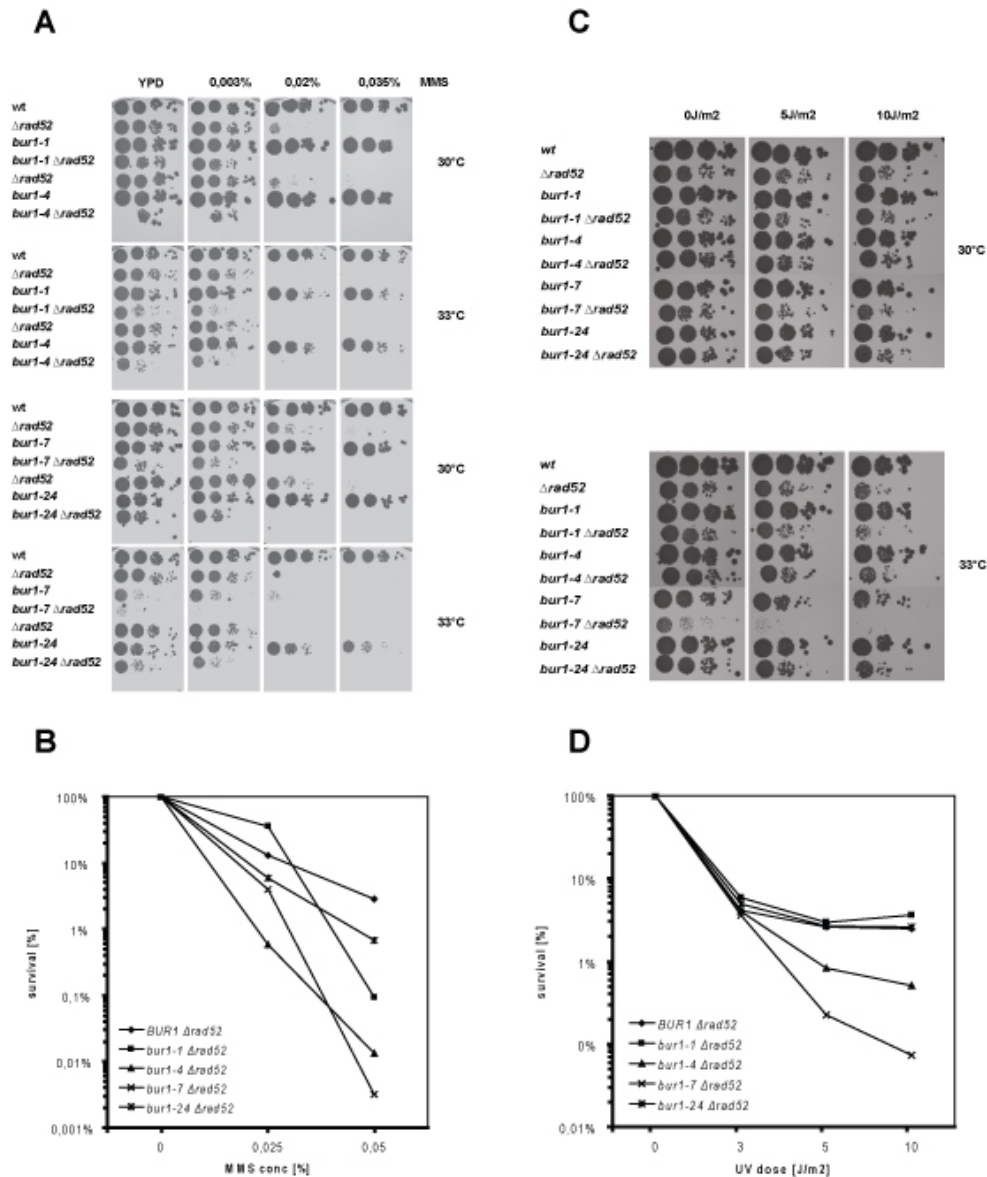 A
YPD 0,003% 0,02% 0,035% MMS
wt
Δrad52
bur1-1
bur1-1 Δrad52
Δrad52
bur1-4
bur1-4 Δrad52
30°C
wt
Δrad52
bur1-1
bur1-1 Δrad52
Δrad52
bur1-4
bur1-4 Δrad52
33°C
wt
Δrad52
bur1-7
bur1-7 Δrad52
Δrad52
bur1-24
bur1-24 Δrad52
30°C
wt
Δrad52
bur1-7
bur1-7 Δrad52
Δrad52
bur1-24
bur1-24 Δrad52
33°C
C
0J/m2 5J/m2 10J/m2
wt
Δrad52
bur1-1
bur1-1 Δrad52
bur1-4
bur1-4 Δrad52
bur1-7
bur1-7 Δrad52
bur1-24
bur1-24 Δrad52
30°C
wt
Δrad52
bur1-1
bur1-1 Δrad52
bur1-4
bur1-4 Δrad52
bur1-7
bur1-7 Δrad52
bur1-24
bur1-24 Δrad52
33°C
B
survival [%]
100%
10%
1%
0,1%
0,01%
0,001%
BUR1 Δrad52
bur1-1 Δrad52
bur1-4 Δrad52
bur1-7 Δrad52
bur1-24 Δrad52
0 0,025 0,05
MMS conc [%]
D
survival [%]
100%
10%
1%
0%
0,01%
BUR1 Δrad52
bur1-1 Δrad52
bur1-4 Δrad52
bur1-7 Δrad52
bur1-24 Δrad52
0 3 5 10
UV dose [J/m2]